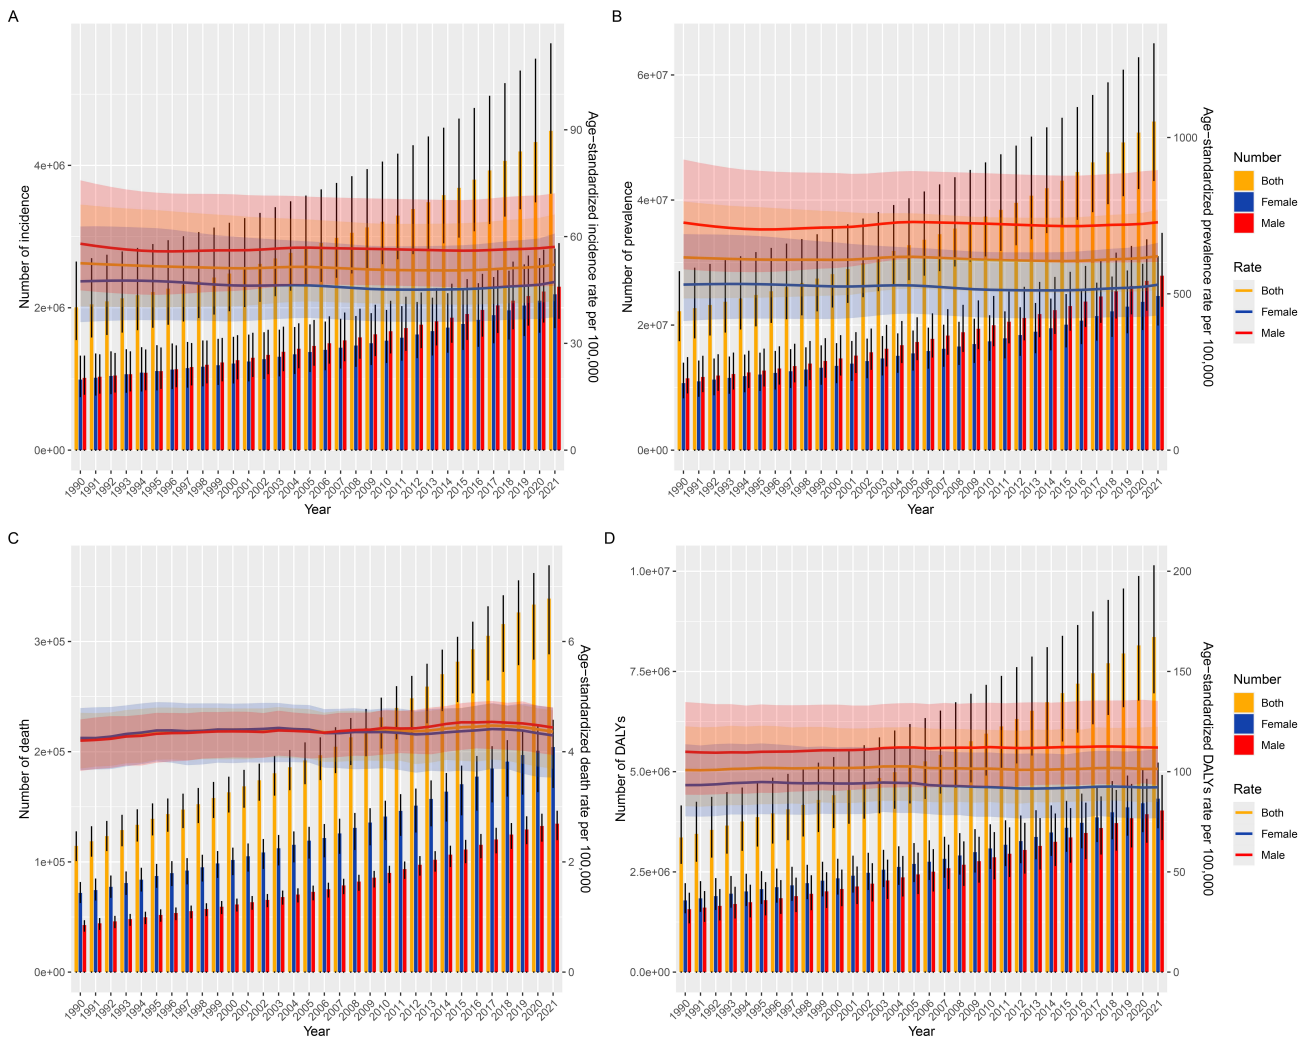 A
Number of incidence
4e+06
2e+06
0e+00
90
60
30
0
Age-standardized incidence rate per 100,000
1990 1991 1992 1993 1994 1995 1996 1997 1998 1999 2000 2001 2002 2003 2004 2005 2006 2007 2008 2009 2010 2011 2012 2013 2014 2015 2016 2017 2018 2019 2020 2021
Year
B
Number of prevalence
6e+07
4e+07
2e+07
0e+00
1000
500
0
Age-standardized prevalence rate per 100,000
1990 1991 1992 1993 1994 1995 1996 1997 1998 1999 2000 2001 2002 2003 2004 2005 2006 2007 2008 2009 2010 2011 2012 2013 2014 2015 2016 2017 2018 2019 2020 2021
Year
Number
Both
Female
Male
Rate
Both
Female
Male
C
Number of death
3e+05
2e+05
1e+05
0e+00
6
4
2
0
Age-standardized death rate per 100,000
1990 1991 1992 1993 1994 1995 1996 1997 1998 1999 2000 2001 2002 2003 2004 2005 2006 2007 2008 2009 2010 2011 2012 2013 2014 2015 2016 2017 2018 2019 2020 2021
Year
D
Number of DALYs
1.0e+07
7.5e+06
5.0e+06
2.5e+06
0.0e+00
200
150
100
50
0
Age-standardized DALYs rate per 100,000
1990 1991 1992 1993 1994 1995 1996 1997 1998 1999 2000 2001 2002 2003 2004 2005 2006 2007 2008 2009 2010 2011 2012 2013 2014 2015 2016 2017 2018 2019 2020 2021
Year
Number
Both
Female
Male
Rate
Both
Female
Male